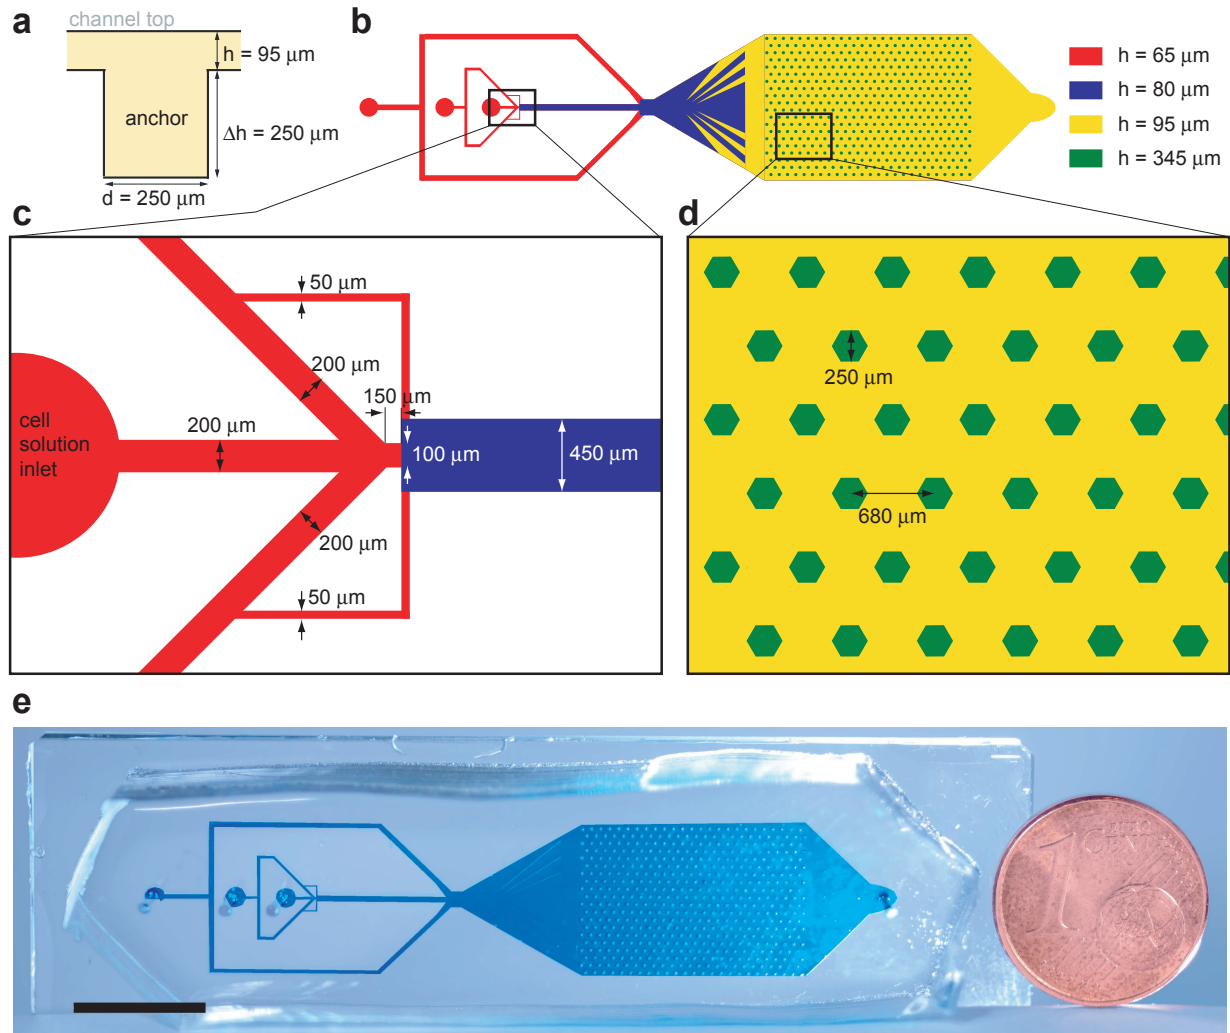 a
channel top
h = 95 μm
anchor
Δh = 250 μm
d = 250 μm
b
h = 65 μm
h = 80 μm
h = 95 μm
h = 345 μm
c
50 μm
200 μm
150 μm
cell
solution
inlet
200 μm
100 μm
450 μm
200 μm
50 μm
d
250 μm
680 μm
e
1
CENT